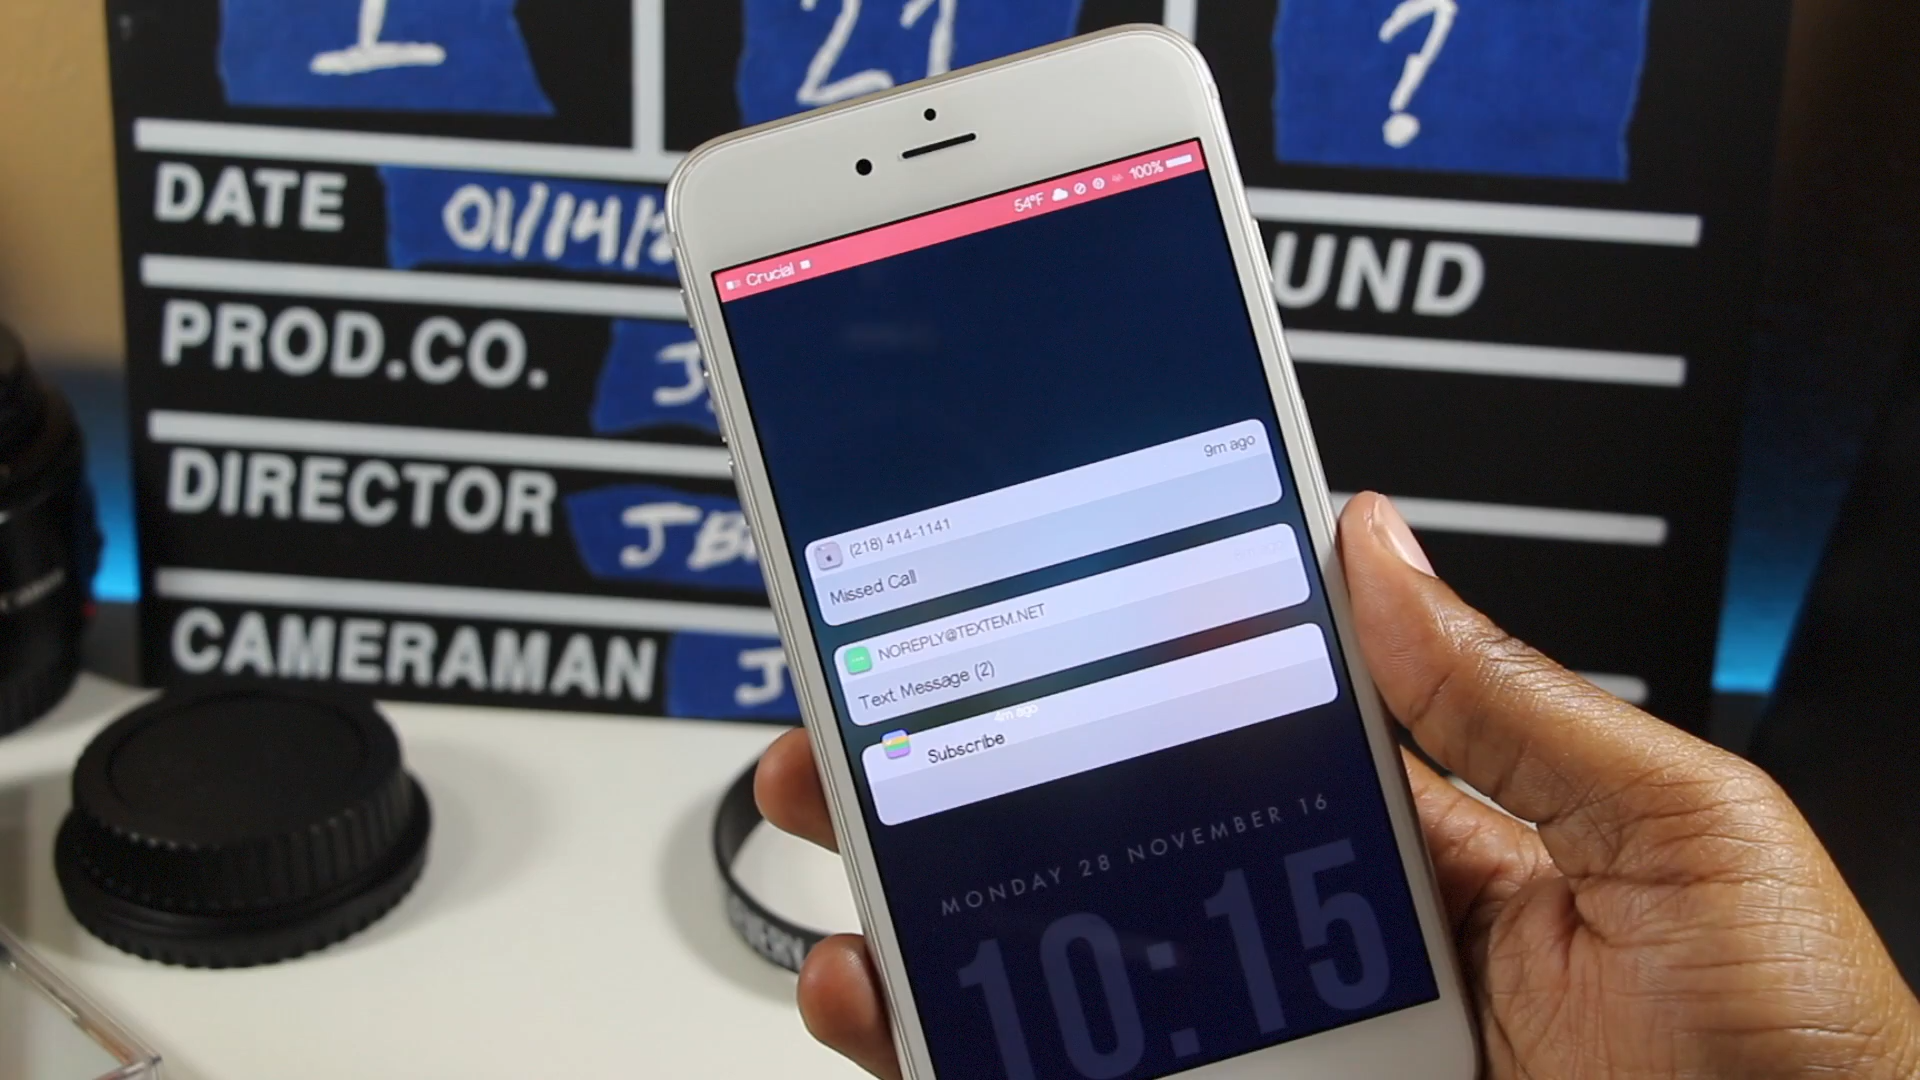 1
21
?
DATE
01/14/2
PROD.CO.
J
DIRECTOR
J B
CAMERAMAN
J
UND
Crucial
54°F
100%
9m ago
(218) 414-1141
Missed Call
NOREPLY@TEXTEM.NET
Text Message (2)
4m ago
Subscribe
MONDAY 28 NOVEMBER 16
10:15